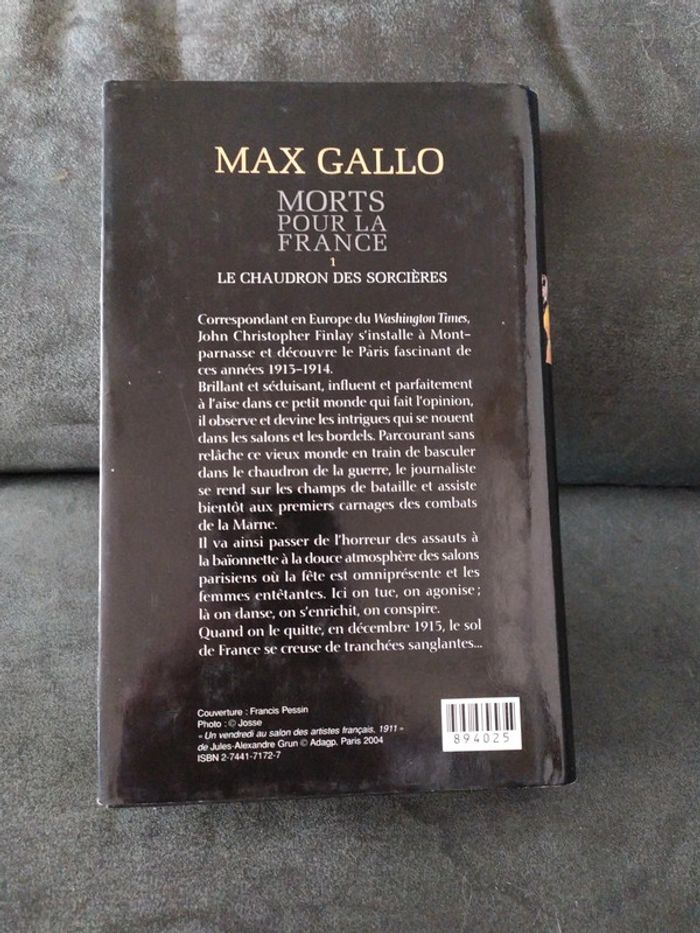 MAX GALLO
MORTS
POUR LA
FRANCE
1
LE CHAUDRON DES SORCIÈRES
Correspondant en Europe du Washington Times,
John Christopher Finlay s'installe à Mont-
parnasse et découvre le Paris fascinant de
ces années 1913-1914.
Brillant et séduisant, influent et parfaitement
à l'aise dans ce petit monde qui fait l'opinion,
il observe et devine les intrigues qui se nouent
dans les salons et les bordels. Parcourant sans
relâche ce vieux monde en train de basculer
dans le chaudron de la guerre, le journaliste
se rend sur les champs de bataille et assiste
bientôt aux premiers carnages des combats
de la Marne.
Il va ainsi passer de l'horreur des assauts à
la baïonnette à la douce atmosphère des salons
parisiens où la fête est omniprésente et les
femmes entêtantes. Ici on tue, on agonise ;
là on danse, on s'enrichit, on conspire.
Quand on le quitte, en décembre 1915, le sol
de France se creuse de tranchées sanglantes...
Couverture : Francis Pessin
Photo : © Josse
« Un vendredi au salon des artistes français, 1911 »
de Jules-Alexandre Grun © Adagp, Paris 2004
ISBN 2-7441-7172-7
894025